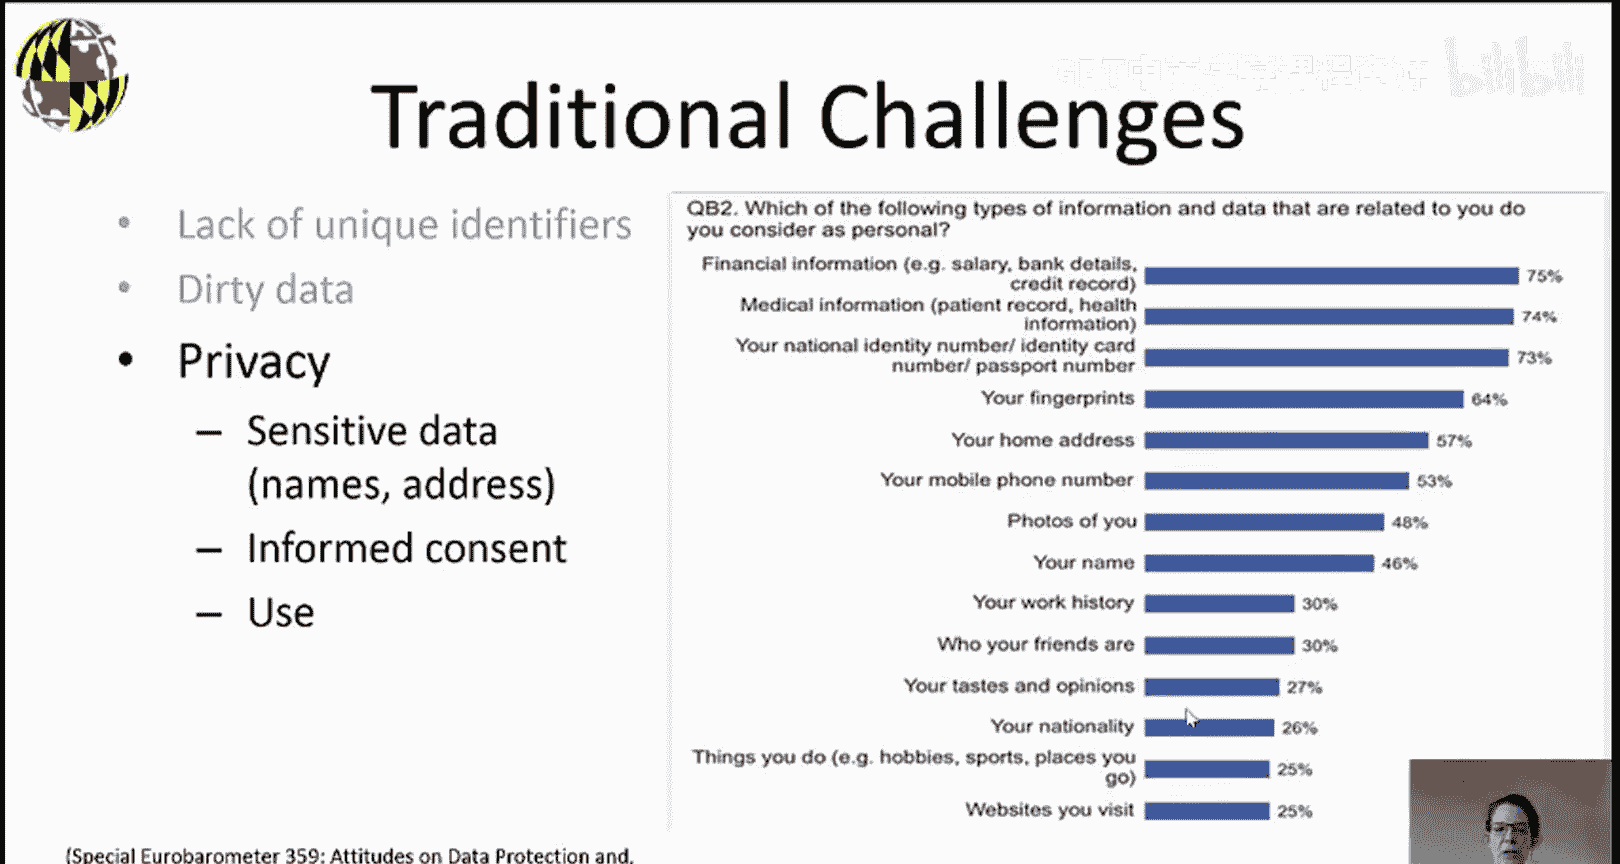 Traditional Challenges
• Lack of unique identifiers
• Dirty data
• Privacy
– Sensitive data
(names, address)
– Informed consent
– Use
QB2. Which of the following types of information and data that are related to you do
you consider as personal?
Financial information (e.g. salary, bank details,
credit record) 75%
Medical information (patient record, health
information) 74%
Your national identity number/ identity card
number/ passport number 73%
Your fingerprints 64%
Your home address 57%
Your mobile phone number 53%
Photos of you 48%
Your name 46%
Your work history 30%
Who your friends are 30%
Your tastes and opinions 27%
Your nationality 26%
Things you do (e.g. hobbies, sports, places you
go) 25%
Websites you visit 25%
(Special Eurobarometer 359: Attitudes on Data Protection and,
bilibili